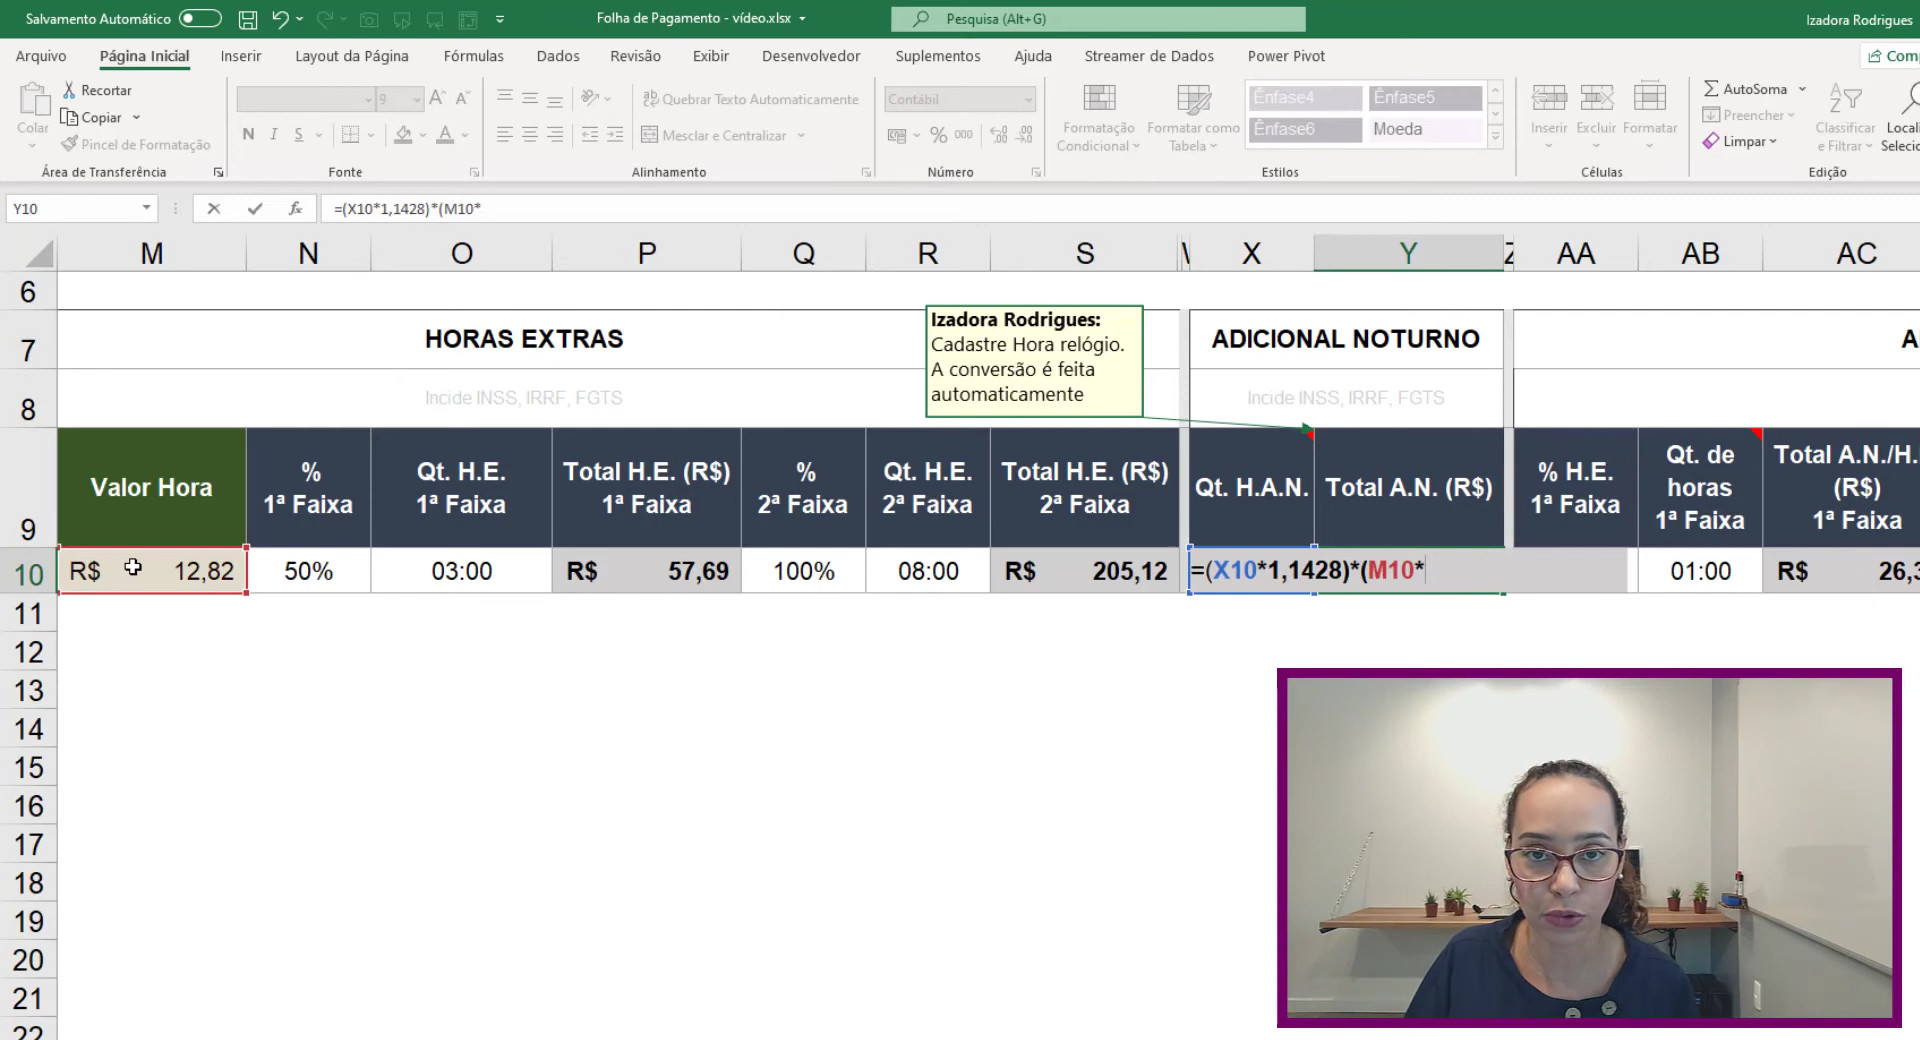 Salvamento Automático
Folha de Pagamento - vídeo.xlsx
Pesquisa (Alt+G)
Izadora Rodrigues
Arquivo
Página Inicial
Inserir
Layout da Página
Fórmulas
Dados
Revisão
Exibir
Desenvolvedor
Suplementos
Ajuda
Streamer de Dados
Power Pivot
Colar
Recortar
Copiar
Pincel de Formatação
Área de Transferência
9
A A
N I S
A
Fonte
ab Quebrar Texto Automaticamente
Mesclar e Centralizar
Alinhamento
Contábil
% 000
Número
Formatação
Condicional
Formatar como
Tabela
Ênfase4
Ênfase5
Ênfase6
Moeda
Estilos
Inserir
Excluir
Formatar
Células
AutoSoma
Preencher
Limpar
Classificar
e Filtrar
Edição
Y10
fx
=(X10*1,1428)*(M10*
M N O P Q R S X Y Z AA AB AC
6
7 HORAS EXTRAS ADICIONAL NOTURNO
Izadora Rodrigues:
Cadastre Hora relógio.
A conversão é feita
automaticamente
8 Incide INSS, IRRF, FGTS Incide INSS, IRRF, FGTS
9
Valor Hora
%
1ª Faixa
Qt. H.E.
1ª Faixa
Total H.E. (R$)
1ª Faixa
%
2ª Faixa
Qt. H.E.
2ª Faixa
Total H.E. (R$)
2ª Faixa
Qt. H.A.N.
Total A.N. (R$)
% H.E.
1ª Faixa
Qt. de
horas
1ª Faixa
Total A.N./H.
(R$)
1ª Faixa
10 R$ 12,82 50% 03:00 R$ 57,69 100% 08:00 R$ 205,12 =(X10*1,1428)*(M10* 01:00 R$ 26,3
11
12
13
14
15
16
17
18
19
20
21
22